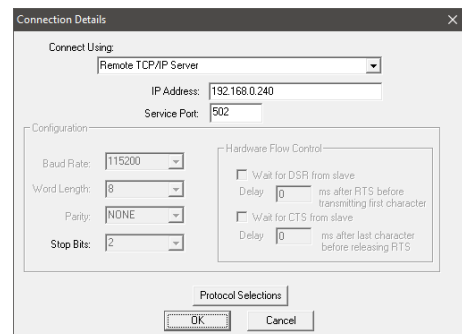 Connection Details
Connect Using:
Remote TCP/IP Server
IP Address: 192.168.0.240
Service Port: 502
Configuration
Baud Rate: 115200
Word Length: 8
Parity: NONE
Stop Bits: 2
Hardware Flow Control
Wait for DSR from slave
Delay 0 ms after RTS before
transmitting first character
Wait for CTS from slave
Delay 0 ms after last character
before releasing RTS
Protocol Selections
OK Cancel